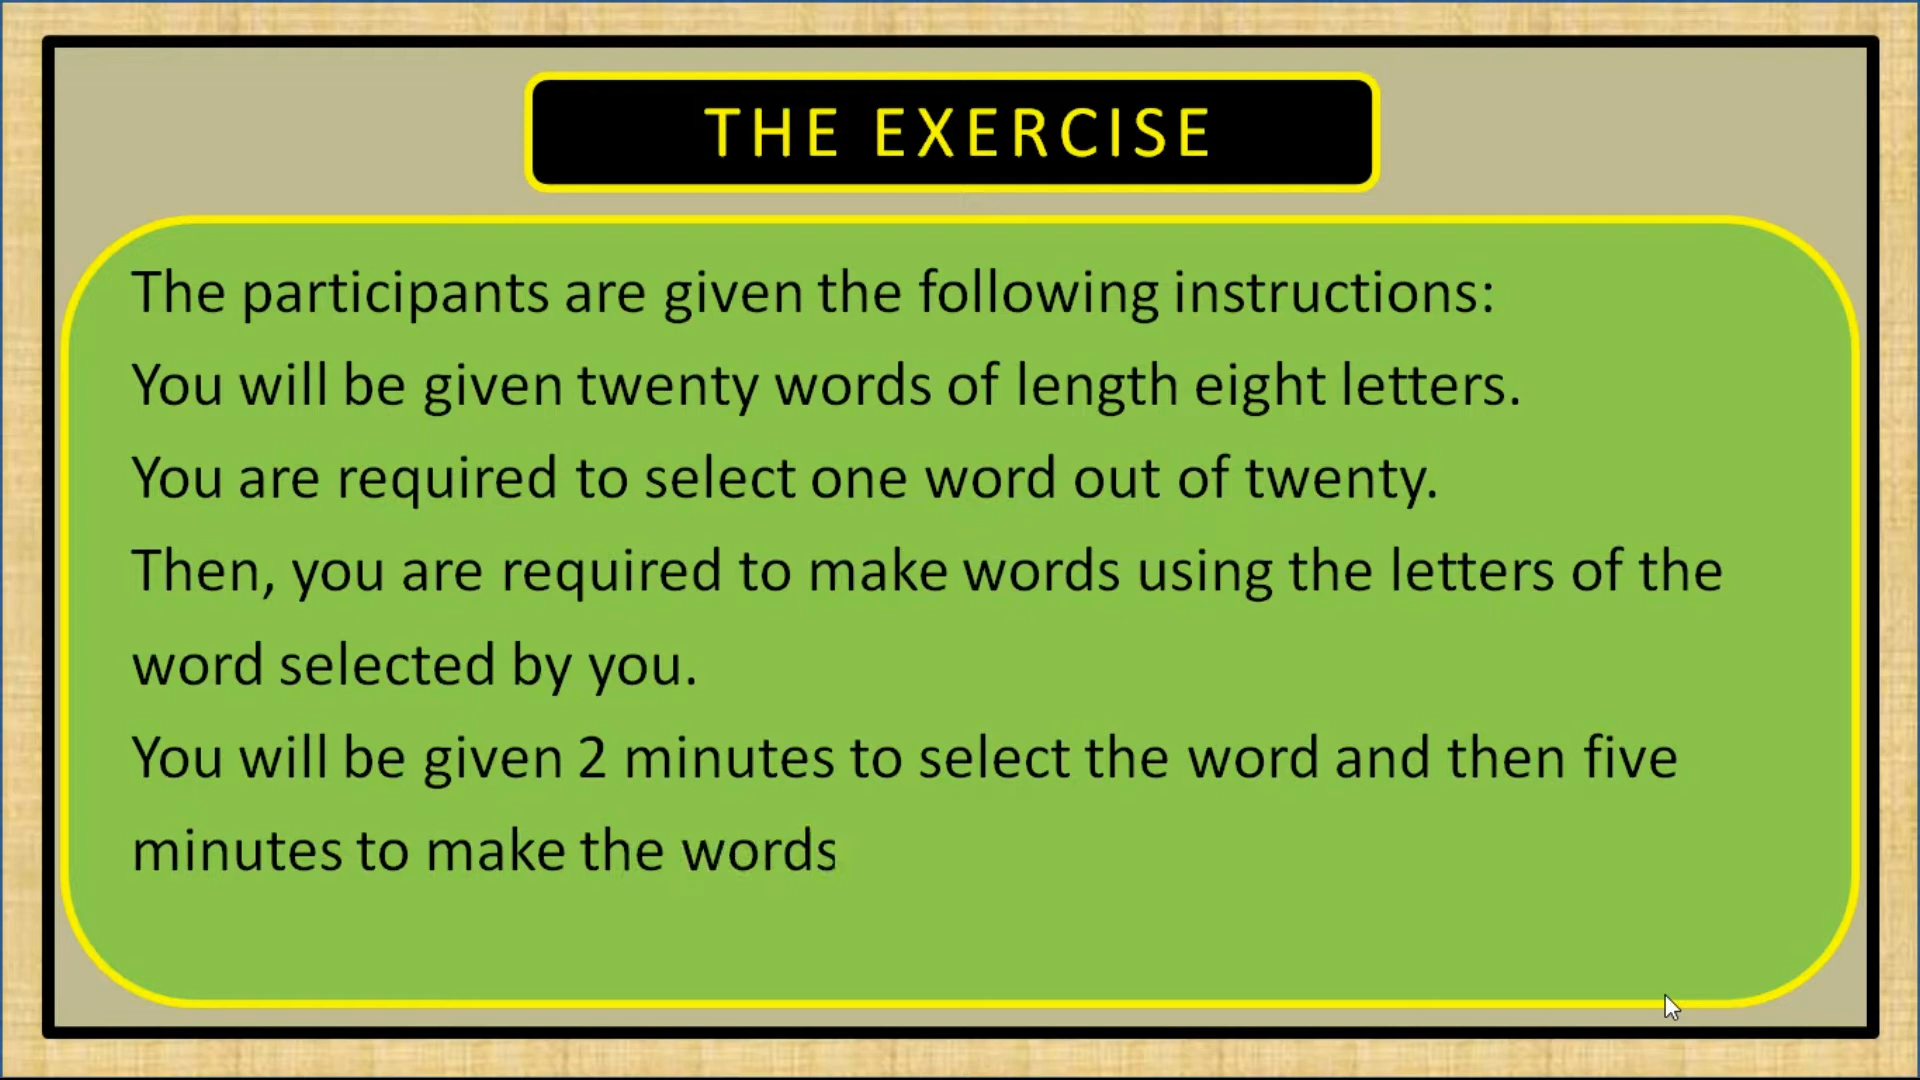 THE EXERCISE
The participants are given the following instructions:
You will be given twenty words of length eight letters.
You are required to select one word out of twenty.
Then, you are required to make words using the letters of the
word selected by you.
You will be given 2 minutes to select the word and then five
minutes to make the words